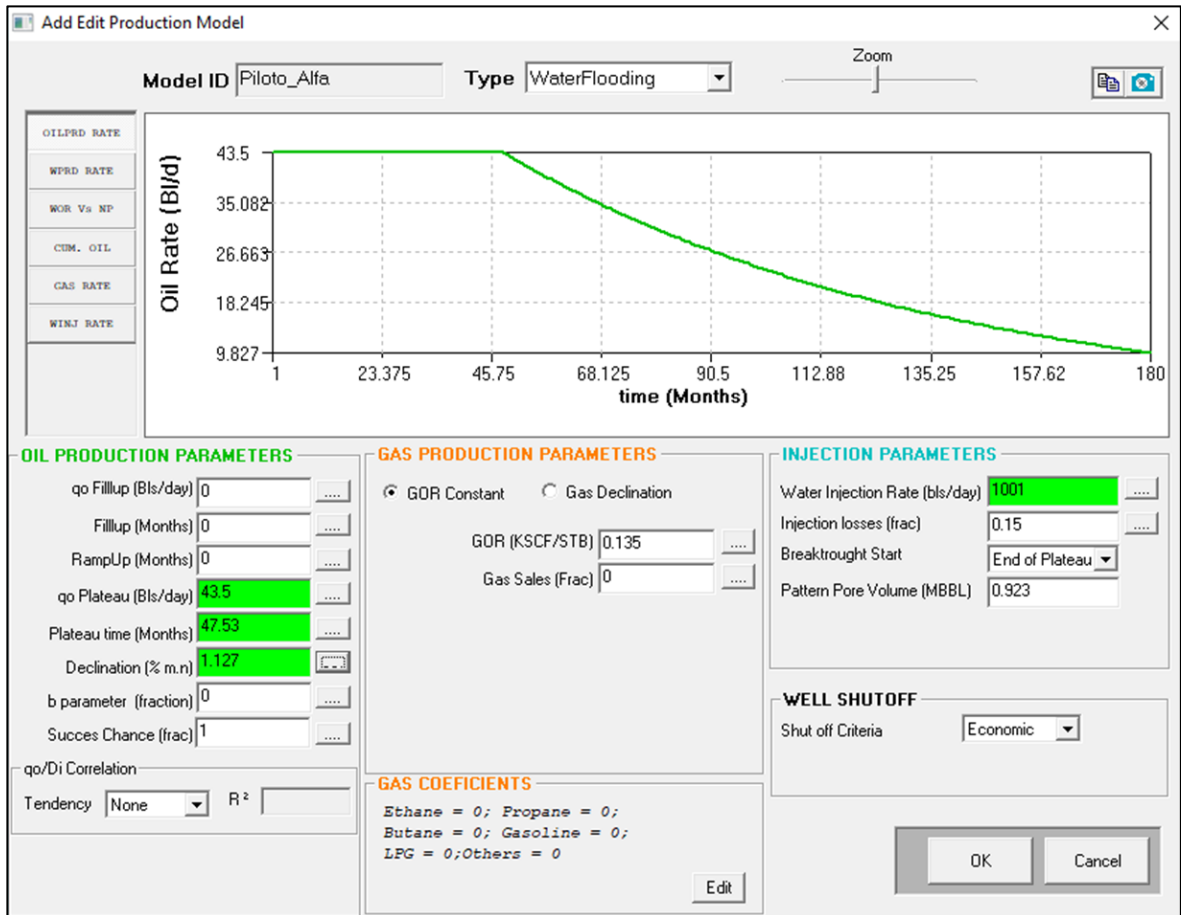 Add Edit Production Model
Model ID Piloto_Alfa Type WaterFlooding Zoom
OILPRD RATE
WPRD RATE
WOR Vs NP
CUM. OIL
GAS RATE
WINJ RATE
Oil Rate (Bl/d)
43.5
35.082
26.663
18.245
9.827
1 23.375 45.75 68.125 90.5 112.88 135.25 157.62 180
time (Months)
OIL PRODUCTION PARAMETERS
qo Filllup (Bls/day) 0 ....
Filllup (Months) 0 ....
RampUp (Months) 0 ....
qo Plateau (Bls/day) 43.5 ....
Plateau time (Months) 47.53 ....
Declination (% m.n) 1.127 ....
b parameter (fraction) 0 ....
Succes Chance (frac) 1 ....
qo/Di Correlation
Tendency None R²
GAS PRODUCTION PARAMETERS
GOR Constant Gas Declination
GOR (KSCF/STB) 0.135 ....
Gas Sales (Frac) 0 ....
GAS COEFICIENTS
Ethane = 0; Propane = 0;
Butane = 0; Gasoline = 0;
LPG = 0;Others = 0
Edit
INJECTION PARAMETERS
Water Injection Rate (bls/day) 1001 ....
Injection losses (frac) 0.15 ....
Breaktrought Start End of Plateau
Pattern Pore Volume (MBBL) 0.923
WELL SHUTOFF
Shut off Criteria Economic
OK Cancel